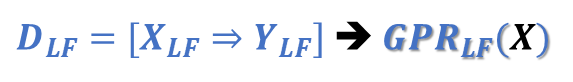 D_LF = [X_LF ⇒ Y_LF] ➔ GPR_LF(X)